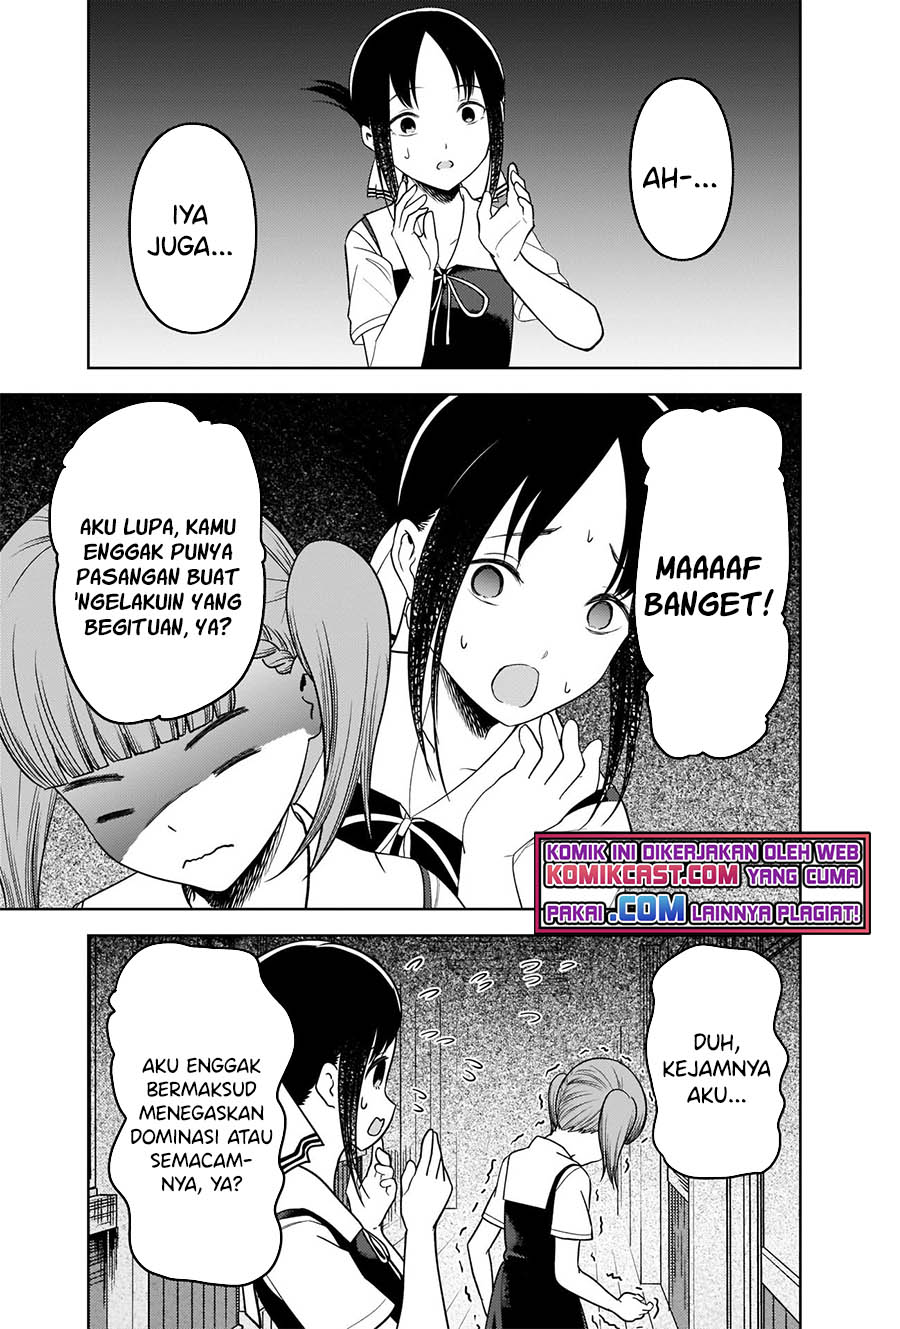 AH-...
IYA
JUGA...
MAAAAF
BANGET!
AKU LUPA, KAMU
ENGGAK PUNYA
PASANGAN BUAT
'NGELAKUIN YANG
BEGITUAN, YA?
KOMIK INI DIKERJAKAN OLEH WEB
KOMIKCAST.COM YANG CUMA
PAKAI .COM LAINNYA PLAGIAT!
DUH,
KEJAMNYA
AKU...
AKU ENGGAK
BERMAKSUD
MENEGASKAN
DOMINASI ATAU
SEMACAM-
NYA, YA?